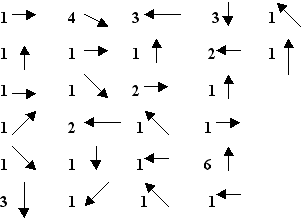 1 → 4 ↘ 3 ← 3 ↓ 1 ↖
1 ↑ 1 → 1 ↑ 2 ← 1 ↑
1 → 1 ↘ 2 → 1 ↑
1 ↗ 2 ← 1 ↖ 1 →
1 ↘ 1 ↓ 1 ← 6 ↑
3 ↓ 1 ↙ 1 ↖ 1 ←